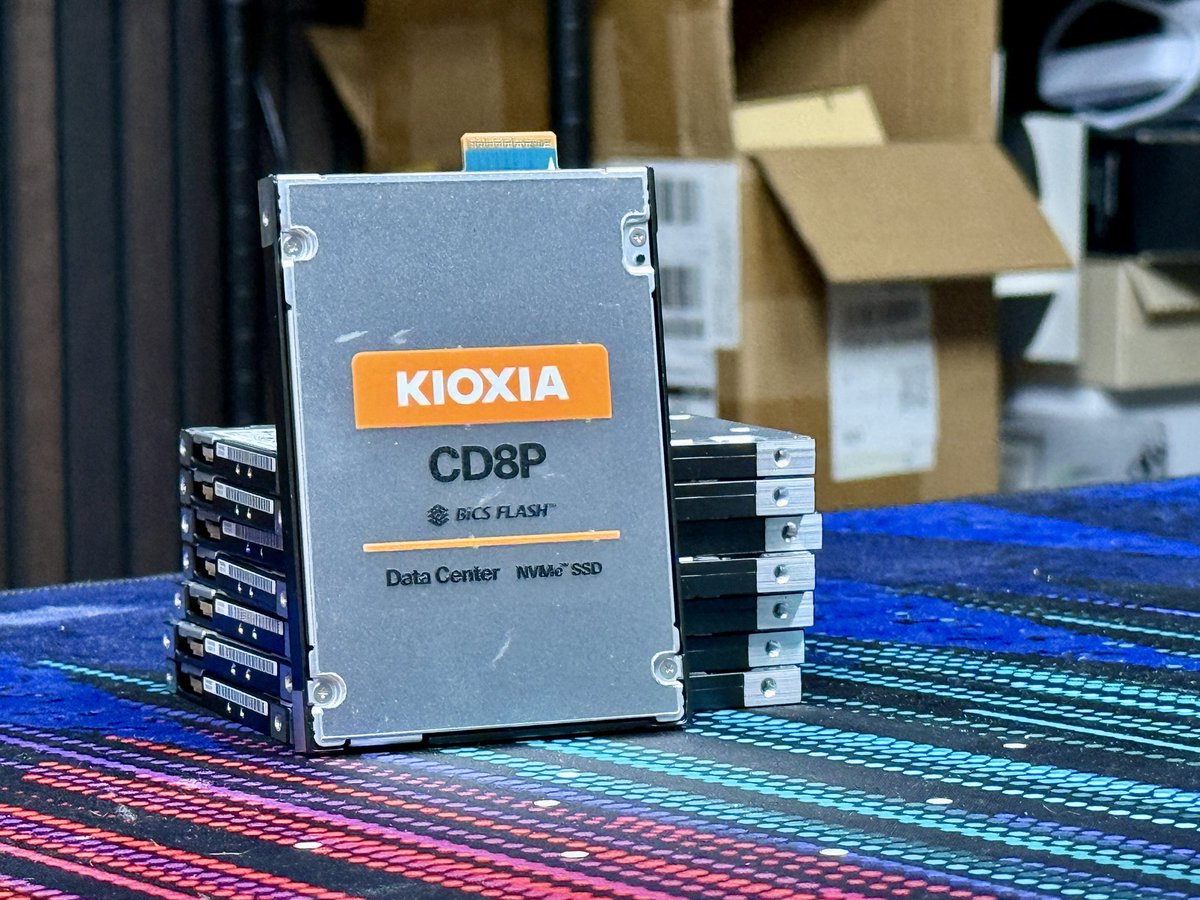 KIOXIA
CD8P
BiCS FLASH™
Data Center NVMe™ SSD